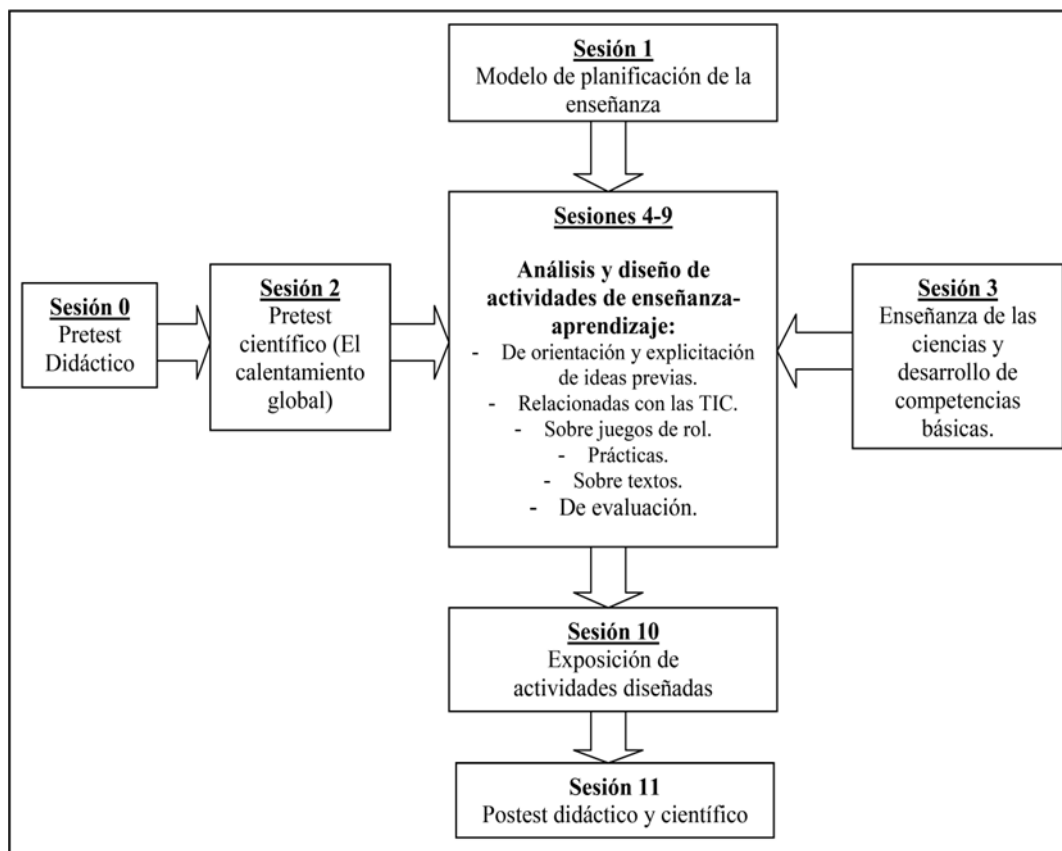 Sesión 1
Modelo de planificación de la
enseñanza
Sesión 0
Pretest
Didáctico
Sesión 2
Pretest
científico (El
calentamiento
global)
Sesiones 4-9
Análisis y diseño de
actividades de enseñanza-
aprendizaje:
- De orientación y explicitación
de ideas previas.
- Relacionadas con las TIC.
- Sobre juegos de rol.
- Prácticas.
- Sobre textos.
- De evaluación.
Sesión 3
Enseñanza de las
ciencias y
desarrollo de
competencias
básicas.
Sesión 10
Exposición de
actividades diseñadas
Sesión 11
Postest didáctico y científico